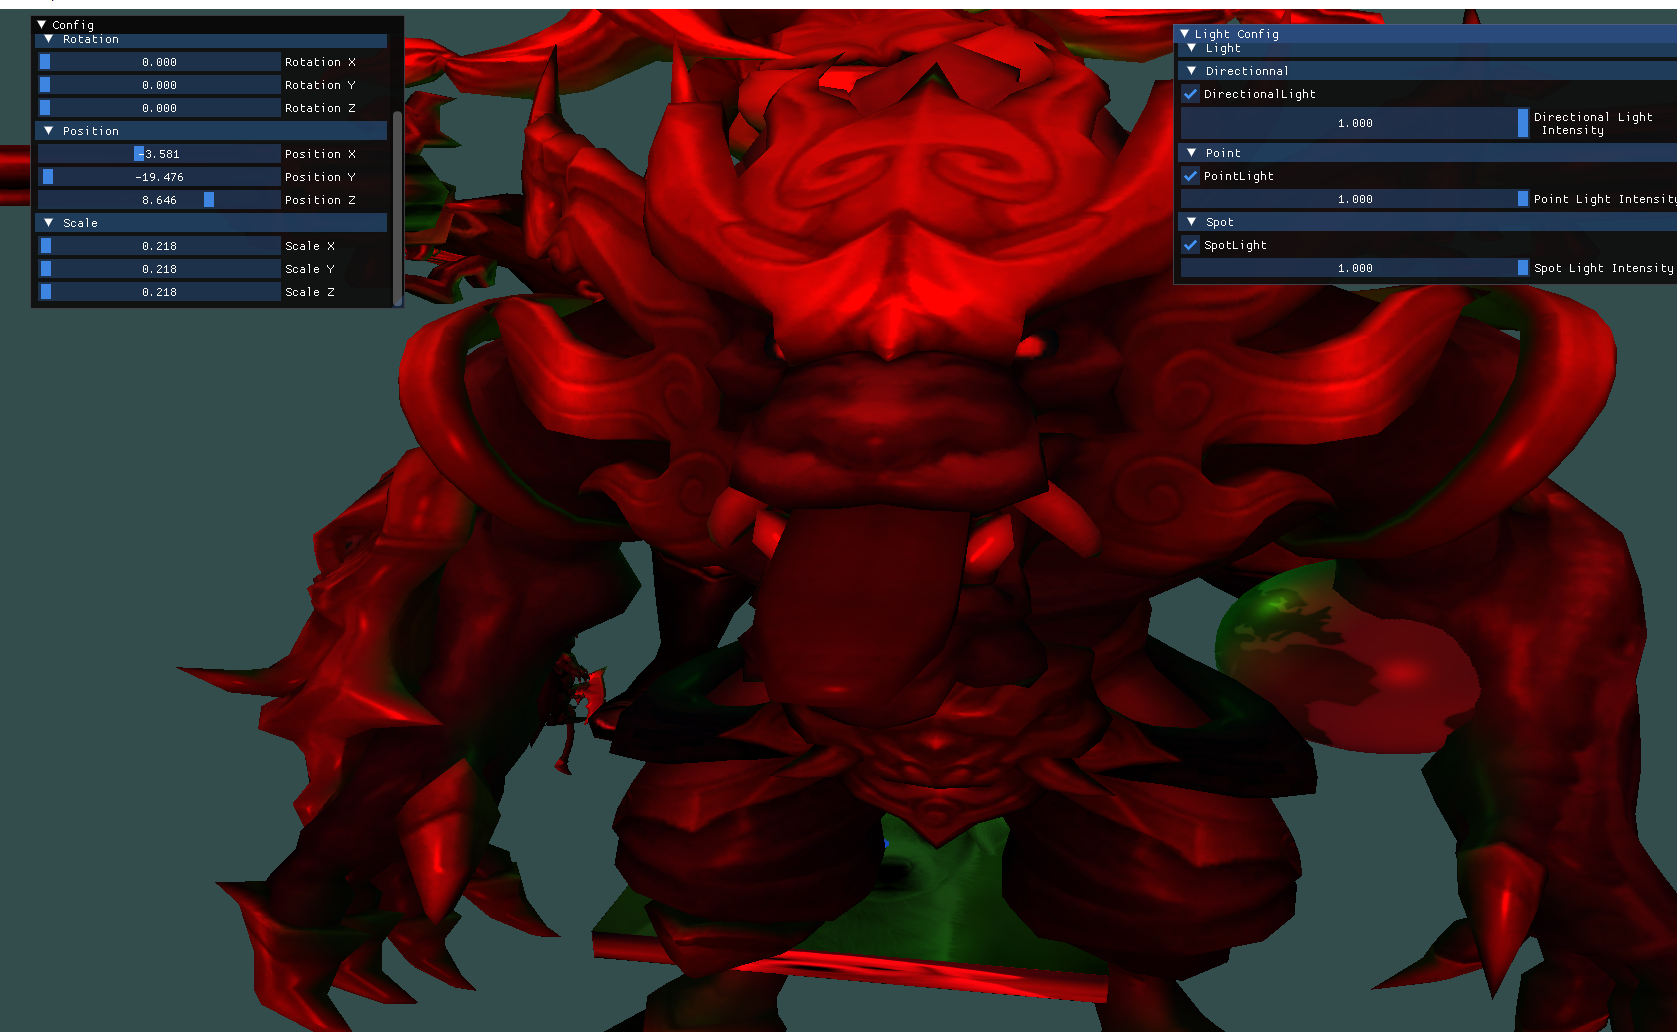 Config
Rotation
0.000 Rotation X
0.000 Rotation Y
0.000 Rotation Z
Position
-3.581 Position X
-19.476 Position Y
8.646 Position Z
Scale
0.218 Scale X
0.218 Scale Y
0.218 Scale Z
Light Config
Light
Directionnal
DirectionalLight
1.000 Directional Light
Intensity
Point
PointLight
1.000 Point Light Intensity
Spot
SpotLight
1.000 Spot Light Intensity